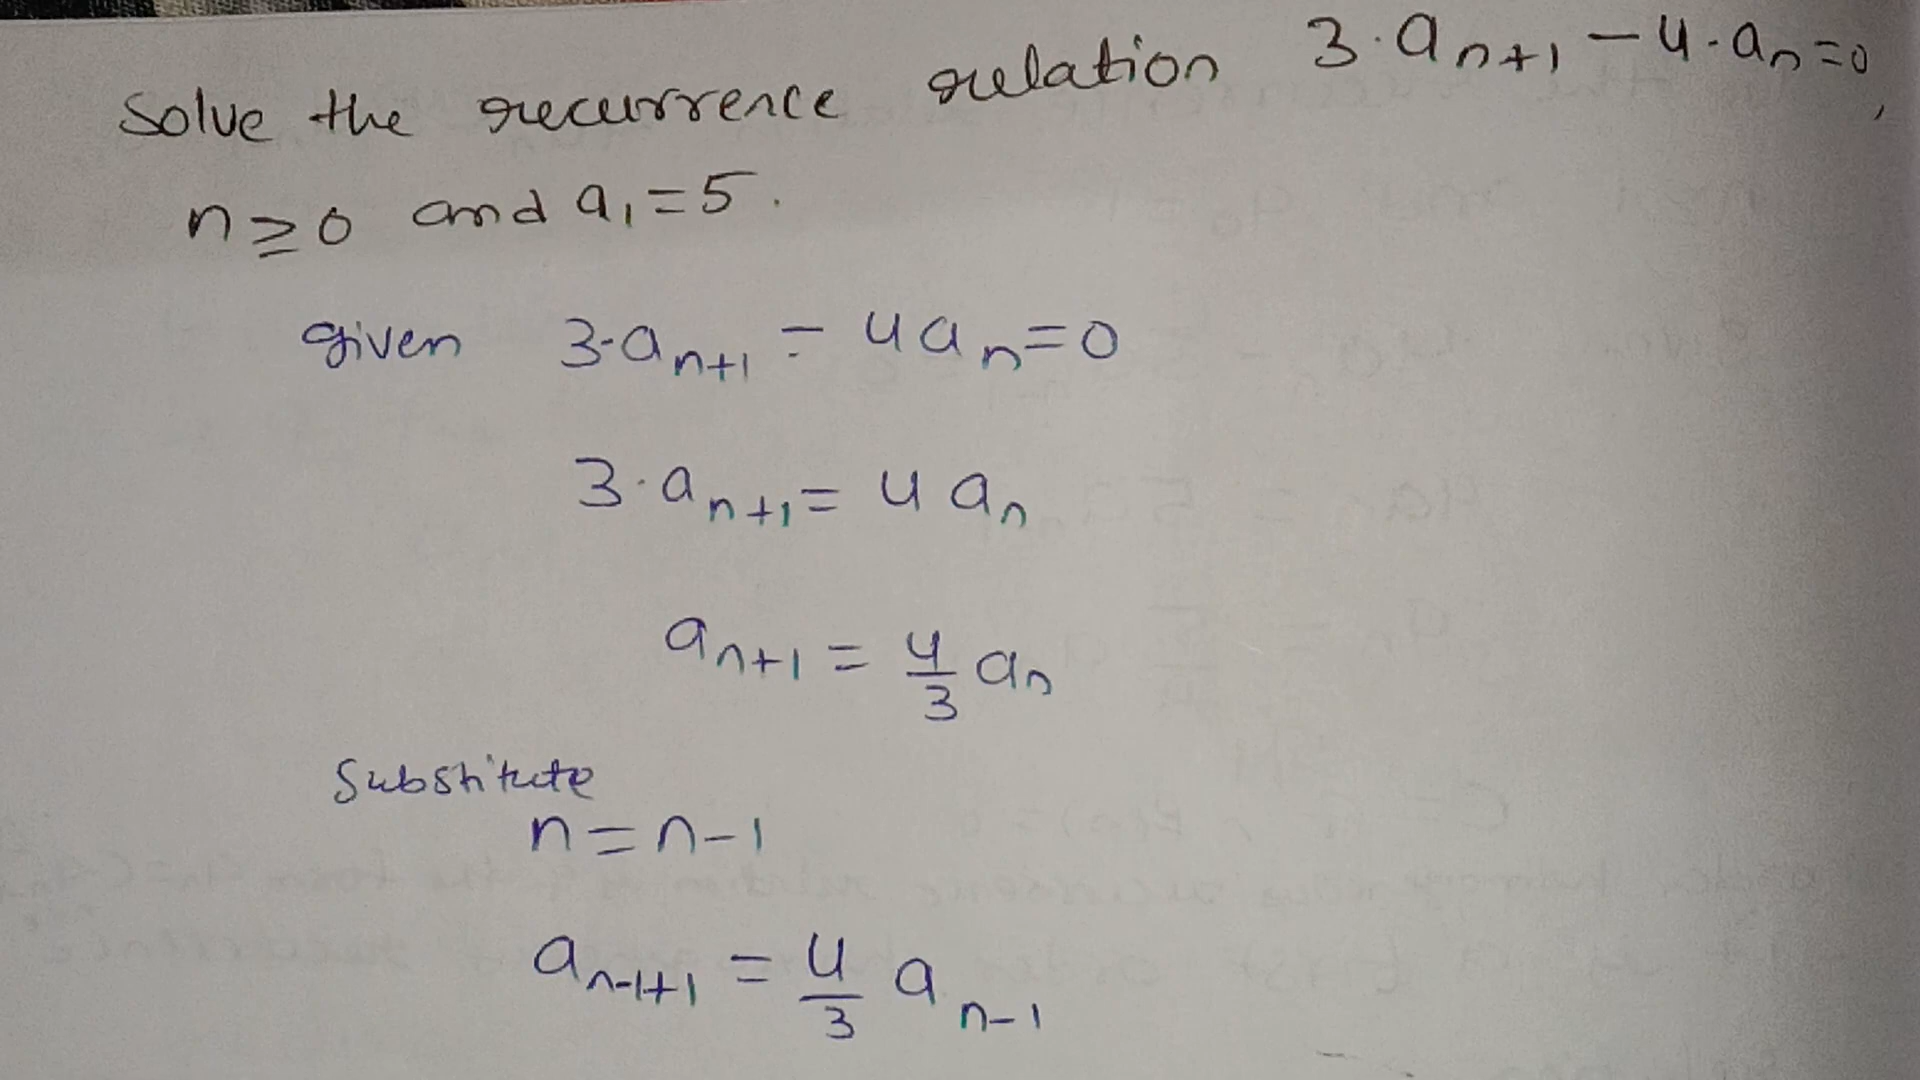 Solve the recurrence relation 3·aₙ₊₁ - 4·aₙ=0,
n≥0 and a₁=5.
given 3·aₙ₊₁ - 4aₙ=0
3·aₙ₊₁= 4 aₙ
aₙ₊₁ = 4/3 aₙ
Substitute
n=n-1
aₙ₋₁₊₁ = 4/3 aₙ₋₁